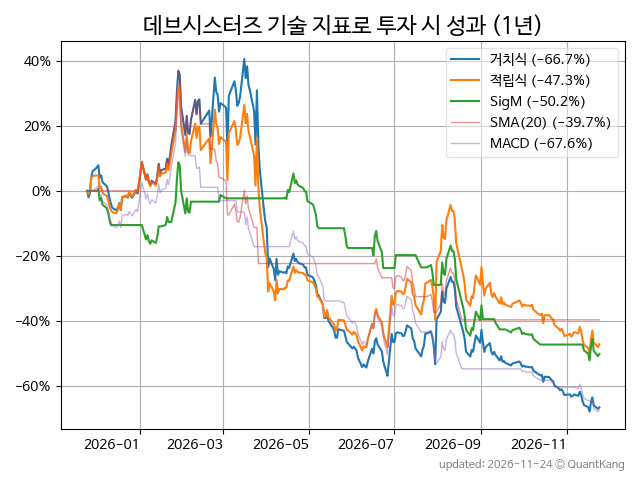 데브시스터즈 기술 지표로 투자 시 성과 (1년)
거치식 (−66.7%)
적립식 (−47.3%)
SigM (−50.2%)
SMA(20) (−39.7%)
MACD (−67.6%)
40%
20%
0%
−20%
−40%
−60%
2026−01 2026−03 2026−05 2026−07 2026−09 2026−11
updated: 2026−11−24 © QuantKang